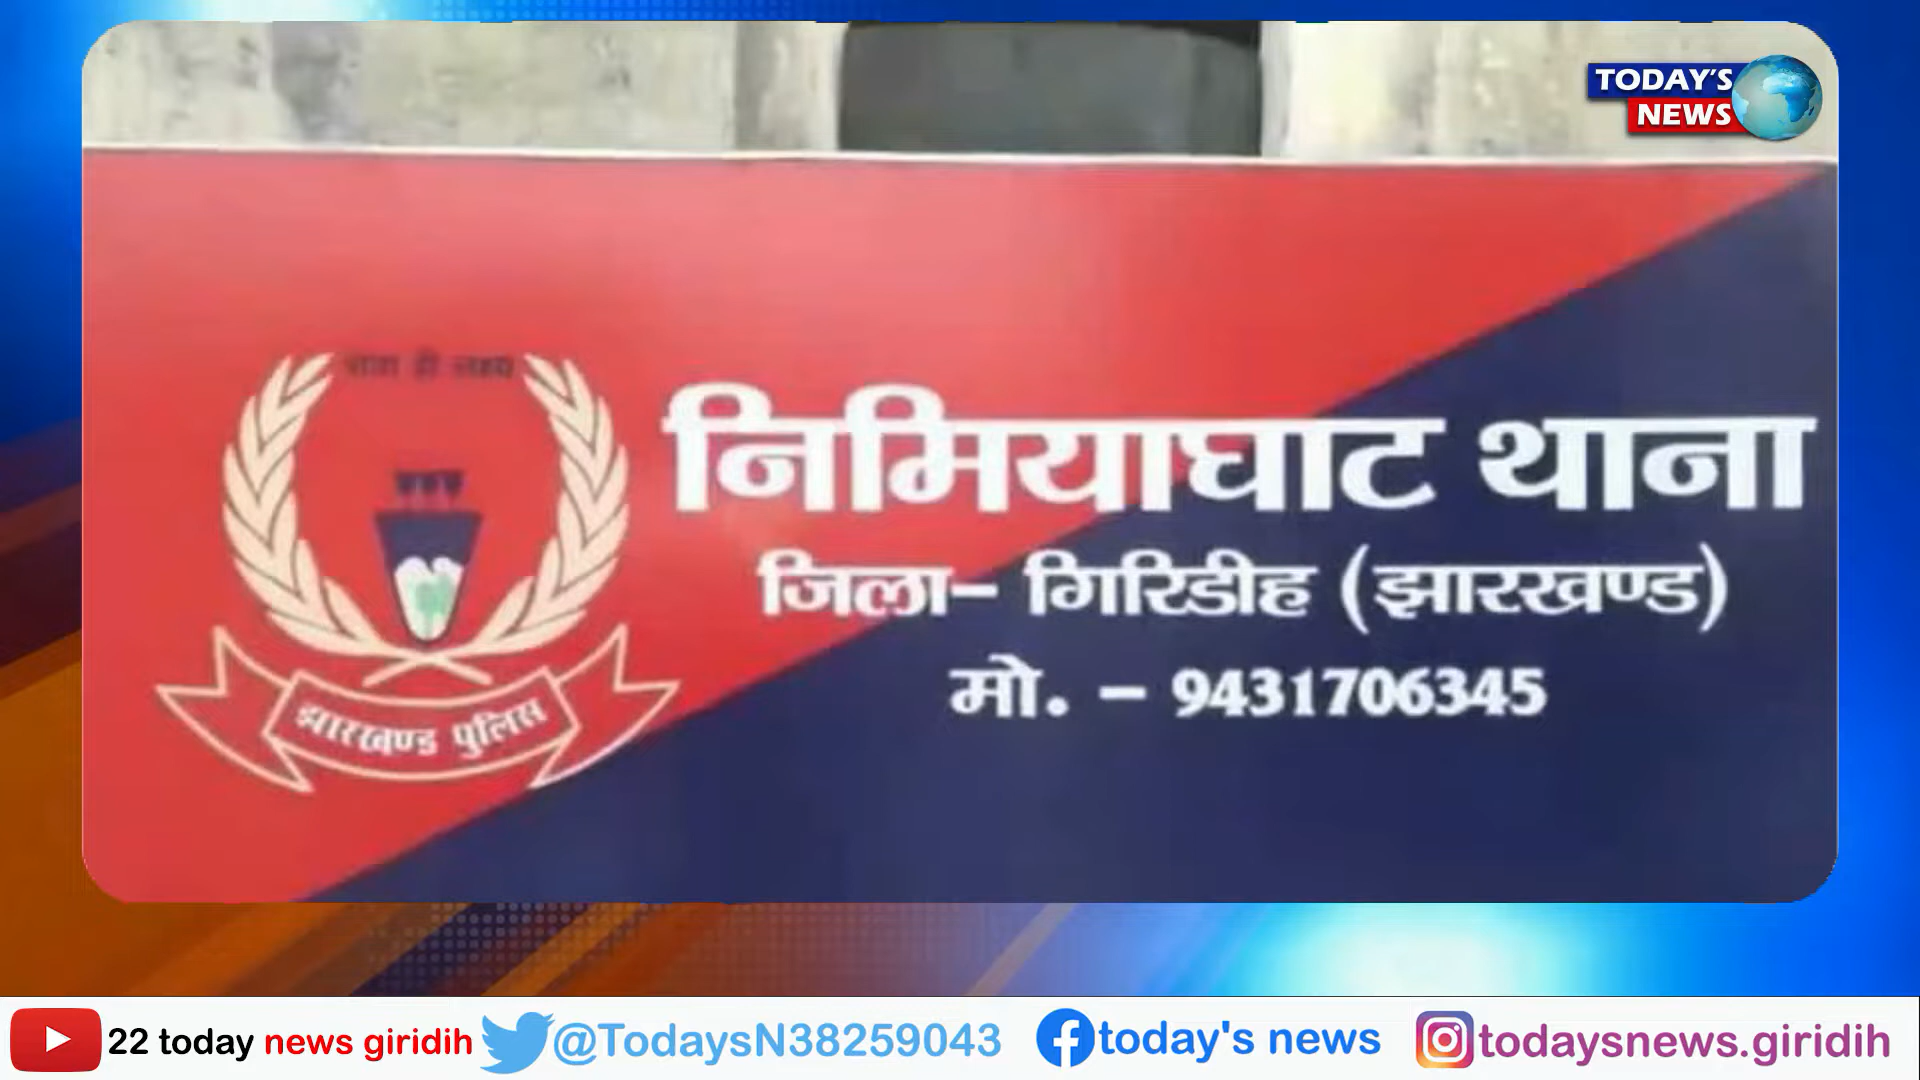 TODAY'S
NEWS
निमियाघाट थाना
जिला- गिरिडीह (झारखण्ड)
मो. - 9431706345
झारखण्ड पुलिस
22 today news giridih
@TodaysN38259043
today's news
todaysnews.giridih